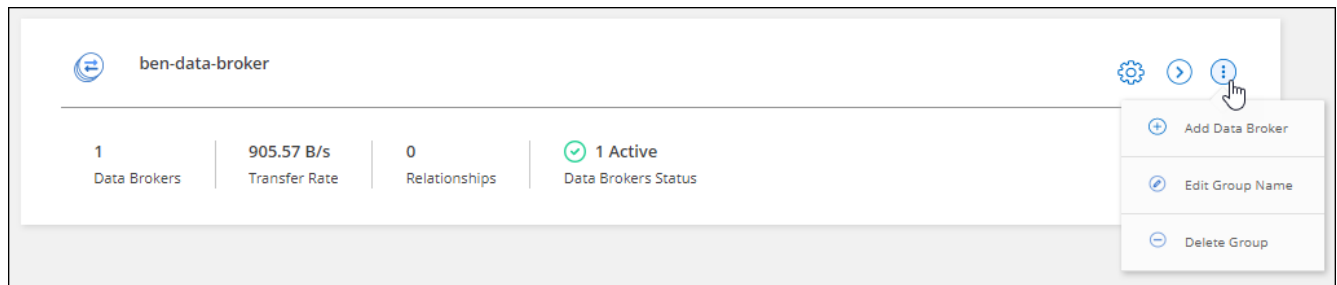 ben-data-broker
1 905.57 B/s 0 1 Active
Data Brokers Transfer Rate Relationships Data Brokers Status
Add Data Broker
Edit Group Name
Delete Group